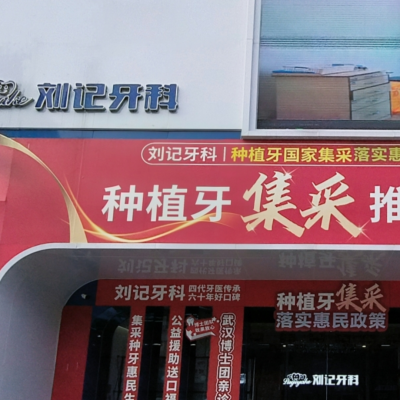 刘记牙科
刘记牙科｜种植牙国家集采落实惠
种植牙集采推
刘记牙科 四代牙医传承
六十年好口碑
种植牙集采
落实惠民政策
集采种牙惠民生
公益援助送口
武汉博士团亲诊
刘记牙科